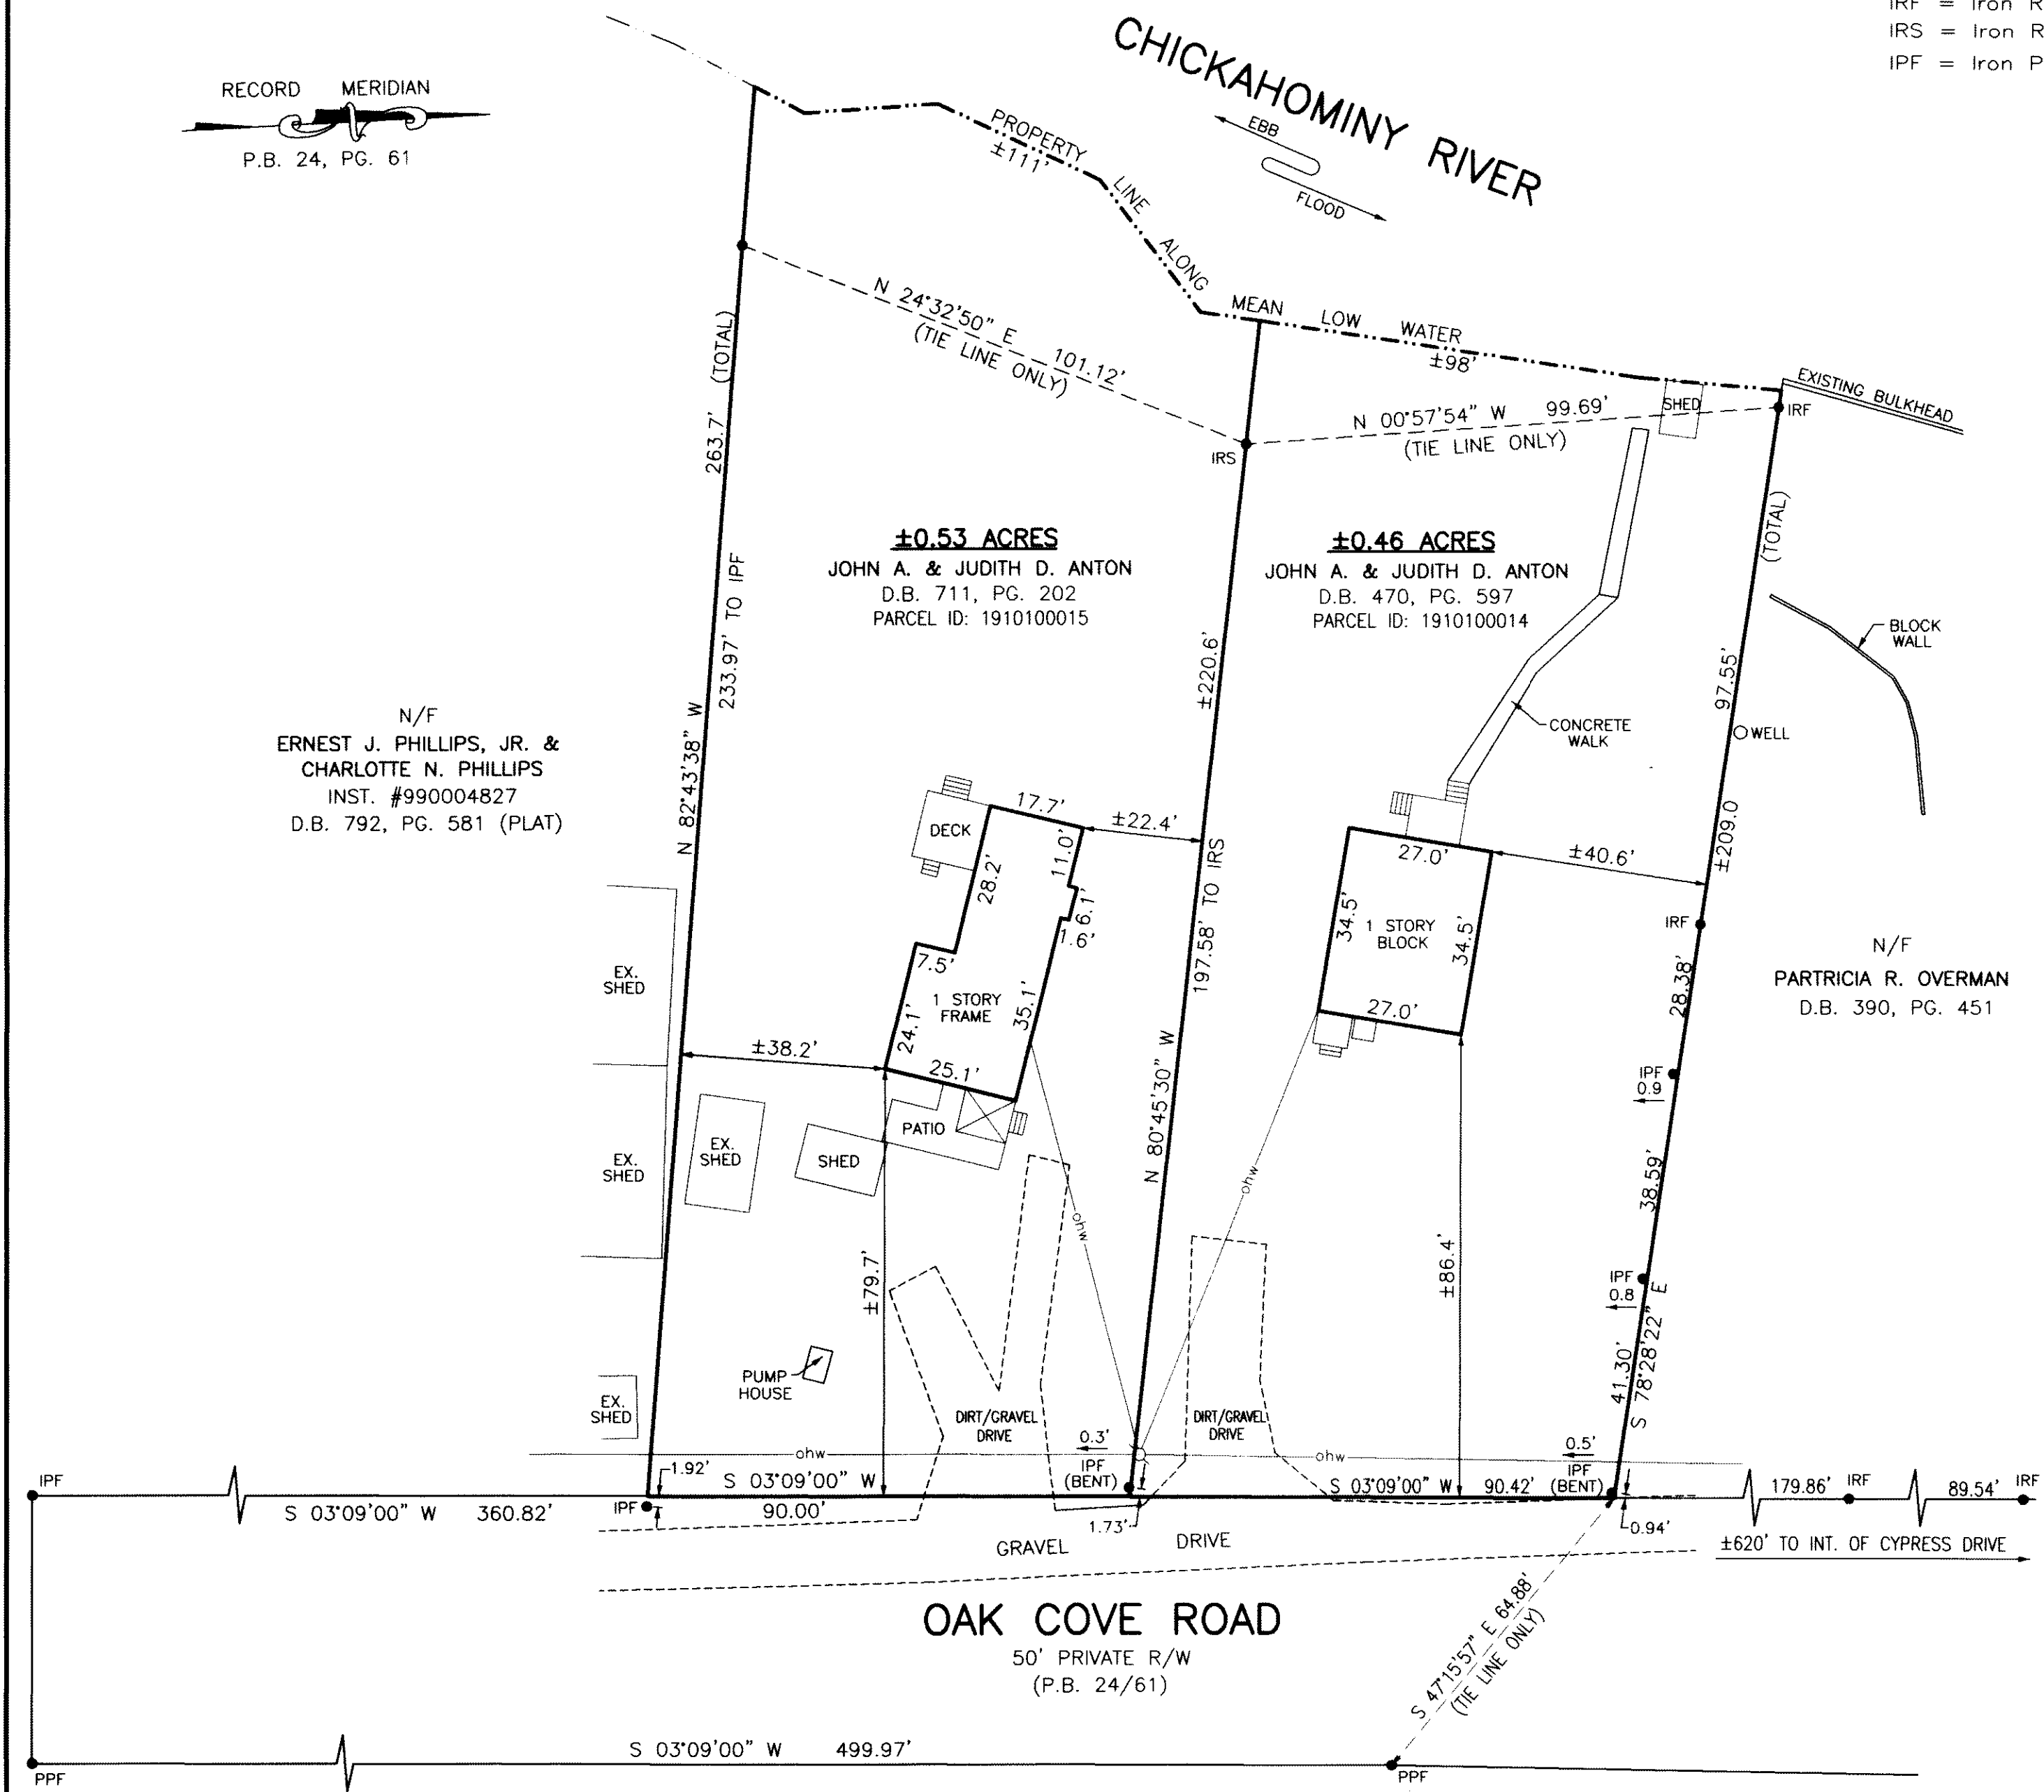 IRF = Iron R
IRS = Iron R
IPF = Iron P
RECORD MERIDIAN
P.B. 24, PG. 61
CHICKAHOMINY RIVER
EBB
FLOOD
PROPERTY LINE ALONG MEAN LOW WATER
±111'
±98'
EXISTING BULKHEAD
SHED
IRF
N 24°32'50" E 101.12'
(TIE LINE ONLY)
N 00°57'54" W 99.69'
(TIE LINE ONLY)
IRS
263.7' (TOTAL)
233.97' TO IPF
N 82°43'38" W
±0.53 ACRES
JOHN A. & JUDITH D. ANTON
D.B. 711, PG. 202
PARCEL ID: 1910100015
±0.46 ACRES
JOHN A. & JUDITH D. ANTON
D.B. 470, PG. 597
PARCEL ID: 1910100014
±220.6'
197.58' TO IRS
N 80°45'30" W
(TOTAL)
±209.0
97.55'
WELL
BLOCK
WALL
CONCRETE
WALK
N/F
ERNEST J. PHILLIPS, JR. &
CHARLOTTE N. PHILLIPS
INST. #990004827
D.B. 792, PG. 581 (PLAT)
DECK
17.7'
±22.4'
11.0'
28.2'
6.1'
1.6'
7.5'
1 STORY
FRAME
24.1'
35.1'
25.1'
±38.2'
27.0'
±40.6'
34.5'
1 STORY
BLOCK
34.5'
27.0'
IRF
28.38'
N/F
PARTRICIA R. OVERMAN
D.B. 390, PG. 451
IPF
0.9
38.59'
IPF
0.8
41.30'
S 78°28'22" E
EX.
SHED
EX.
SHED
EX.
SHED
SHED
PATIO
±79.7'
±86.4'
ohw
ohw
PUMP
HOUSE
EX.
SHED
DIRT/GRAVEL
DRIVE
DIRT/GRAVEL
DRIVE
ohw
ohw
0.3'
IPF
(BENT)
0.5'
IPF
(BENT)
IPF
S 03°09'00" W 360.82'
1.92'
IPF
S 03°09'00" W
90.00'
1.73'
S 03°09'00" W 90.42'
0.94'
179.86'
IRF
89.54'
IRF
±620' TO INT. OF CYPRESS DRIVE
GRAVEL DRIVE
OAK COVE ROAD
50' PRIVATE R/W
(P.B. 24/61)
S 47°15'57" E 64.88'
(TIE LINE ONLY)
S 03°09'00" W 499.97'
PPF
PPF